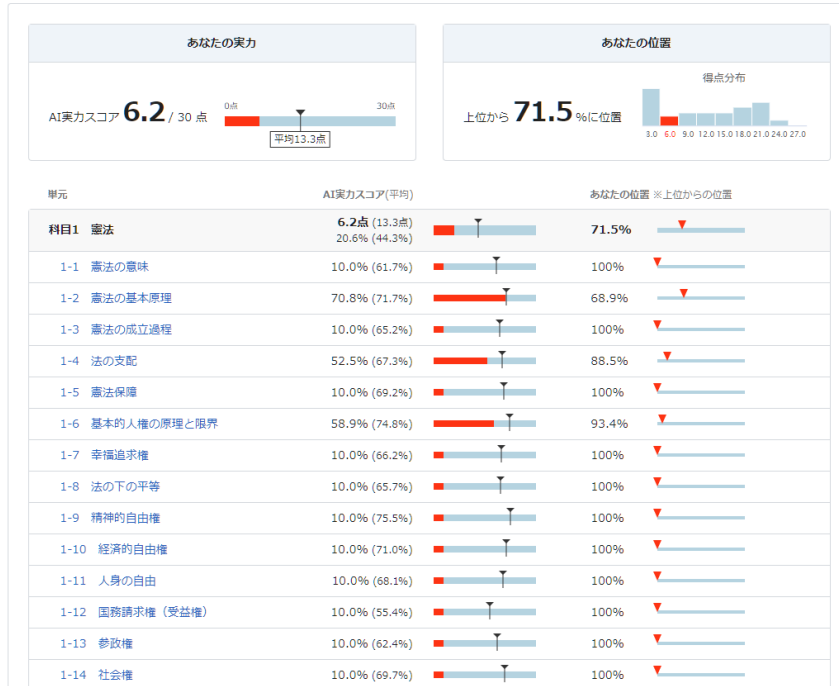 あなたの実力
AI実力スコア 6.2 / 30 点
0点 30点
平均13.3点
あなたの位置
上位から 71.5 %に位置
得点分布
3.0 6.0 9.0 12.0 15.0 18.0 21.0 24.0 27.0
単元 AI実力スコア(平均) あなたの位置 ※上位からの位置
科目1 憲法 6.2点 (13.3点) 71.5%
20.6% (44.3%)
1-1 憲法の意味 10.0% (61.7%) 100%
1-2 憲法の基本原理 70.8% (71.7%) 68.9%
1-3 憲法の成立過程 10.0% (65.2%) 100%
1-4 法の支配 52.5% (67.3%) 88.5%
1-5 憲法保障 10.0% (69.2%) 100%
1-6 基本的人権の原理と限界 58.9% (74.8%) 93.4%
1-7 幸福追求権 10.0% (66.2%) 100%
1-8 法の下の平等 10.0% (65.7%) 100%
1-9 精神的自由権 10.0% (75.5%) 100%
1-10 経済的自由権 10.0% (71.0%) 100%
1-11 人身の自由 10.0% (68.1%) 100%
1-12 国務請求権（受益権） 10.0% (55.4%) 100%
1-13 参政権 10.0% (62.4%) 100%
1-14 社会権 10.0% (69.7%) 100%